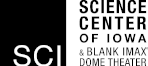 SCIENCE
CENTER
OF IOWA
& BLANK IMAX
DOME THEATER
SCI